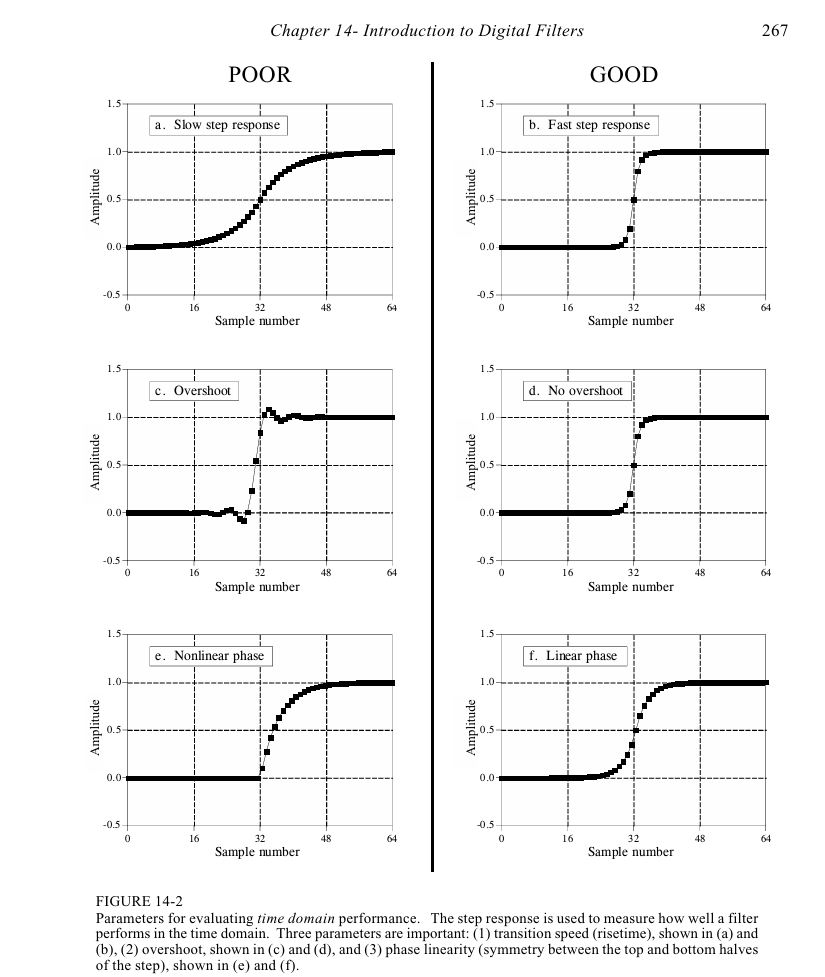 Chapter 14- Introduction to Digital Filters 267
POOR
GOOD
a. Slow step response
1.5
1.0
0.5
0.0
-0.5
0 16 32 48 64
Amplitude
Sample number
b. Fast step response
1.5
1.0
0.5
0.0
-0.5
0 16 32 48 64
Amplitude
Sample number
c. Overshoot
1.5
1.0
0.5
0.0
-0.5
0 16 32 48 64
Amplitude
Sample number
d. No overshoot
1.5
1.0
0.5
0.0
-0.5
0 16 32 48 64
Amplitude
Sample number
e. Nonlinear phase
1.5
1.0
0.5
0.0
-0.5
0 16 32 48 64
Amplitude
Sample number
f. Linear phase
1.5
1.0
0.5
0.0
-0.5
0 16 32 48 64
Amplitude
Sample number
FIGURE 14-2
Parameters for evaluating time domain performance. The step response is used to measure how well a filter
performs in the time domain. Three parameters are important: (1) transition speed (risetime), shown in (a) and
(b), (2) overshoot, shown in (c) and (d), and (3) phase linearity (symmetry between the top and bottom halves
of the step), shown in (e) and (f).